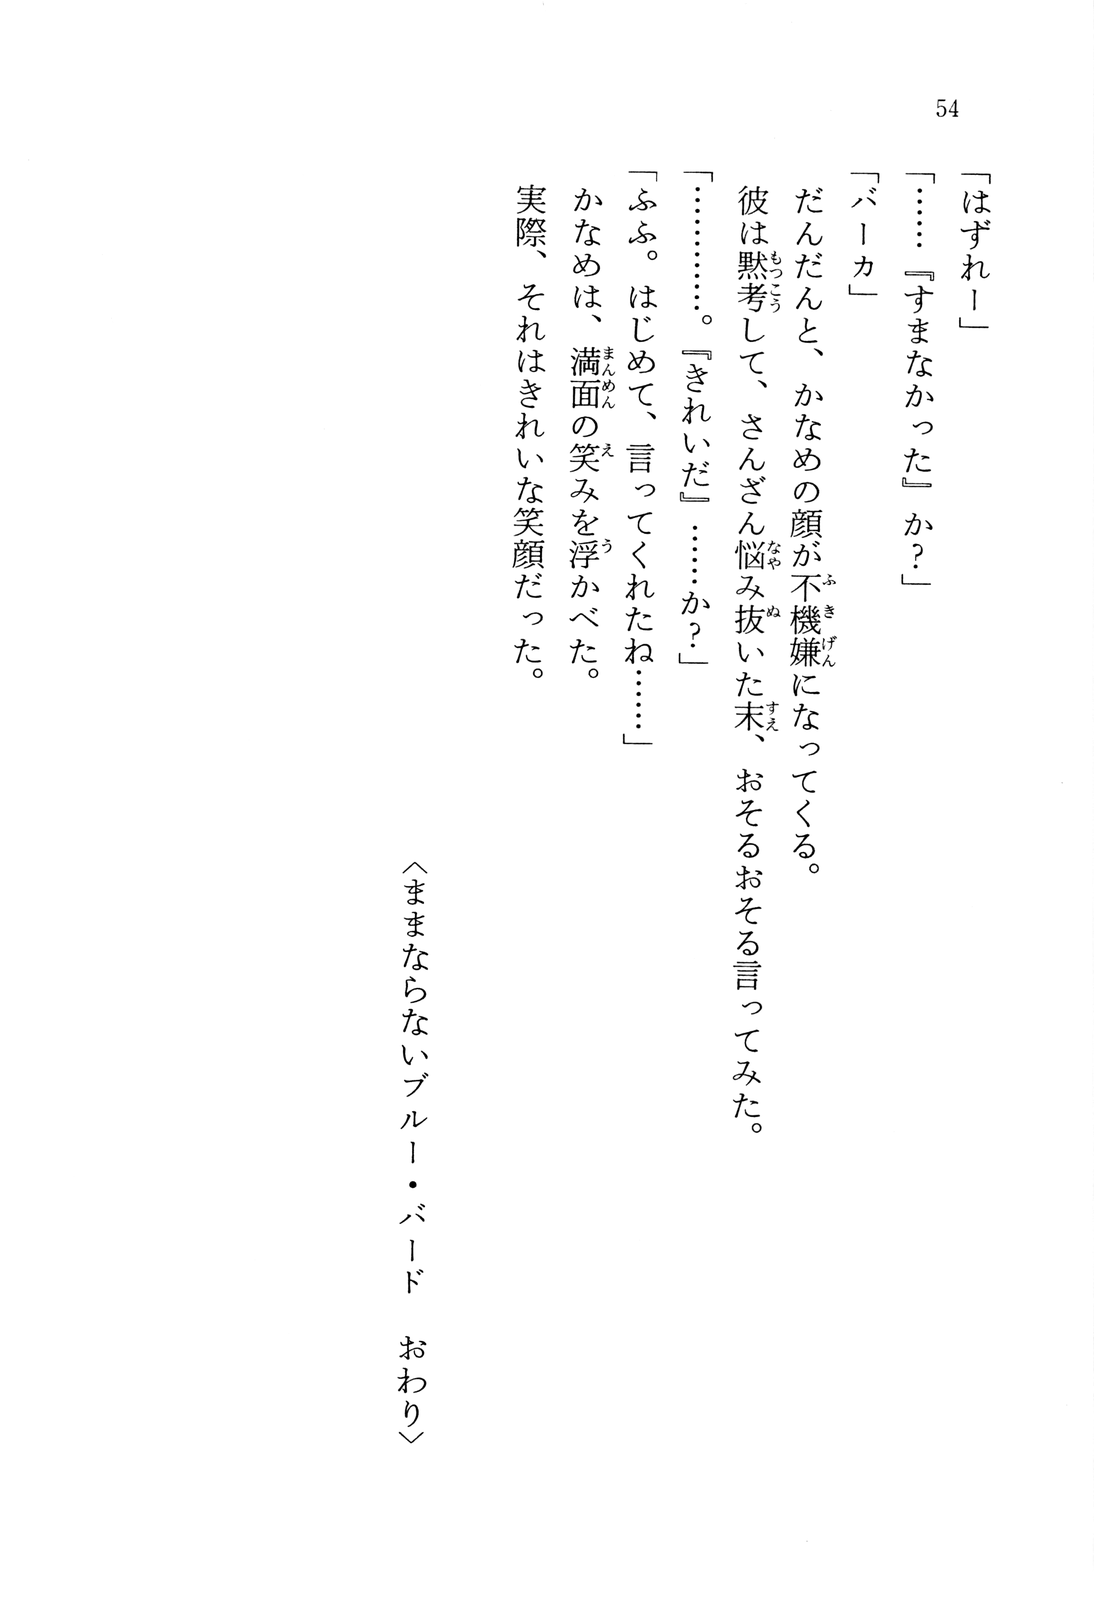 54
「はずれー」
「……『すまなかった』か？」
「バーカ」
だんだんと、かなめの顔が不機嫌になってくる。
彼は黙考して、さんざん悩み抜いた末、おそるおそる言ってみた。
「…………。『きれいだ』……か？」
「ふふ。はじめて、言ってくれたね……」
かなめは、満面の笑みを浮かべた。
実際、それはきれいな笑顔だった。
〈ままならないブルー・バード　おわり〉